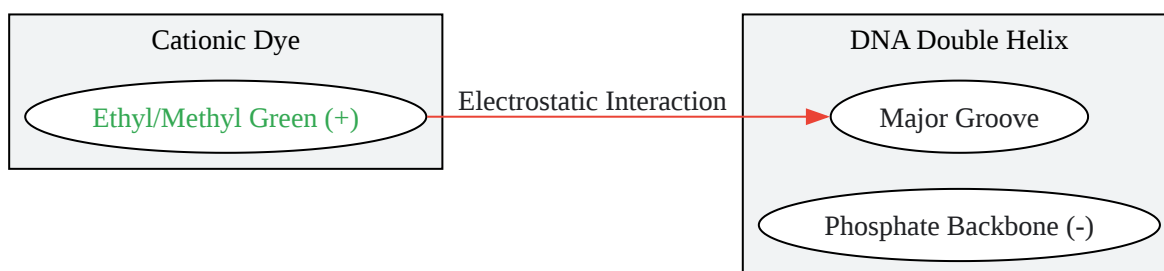 Cationic Dye
Ethyl/Methyl Green (+)
Electrostatic Interaction
DNA Double Helix
Major Groove
Phosphate Backbone (-)